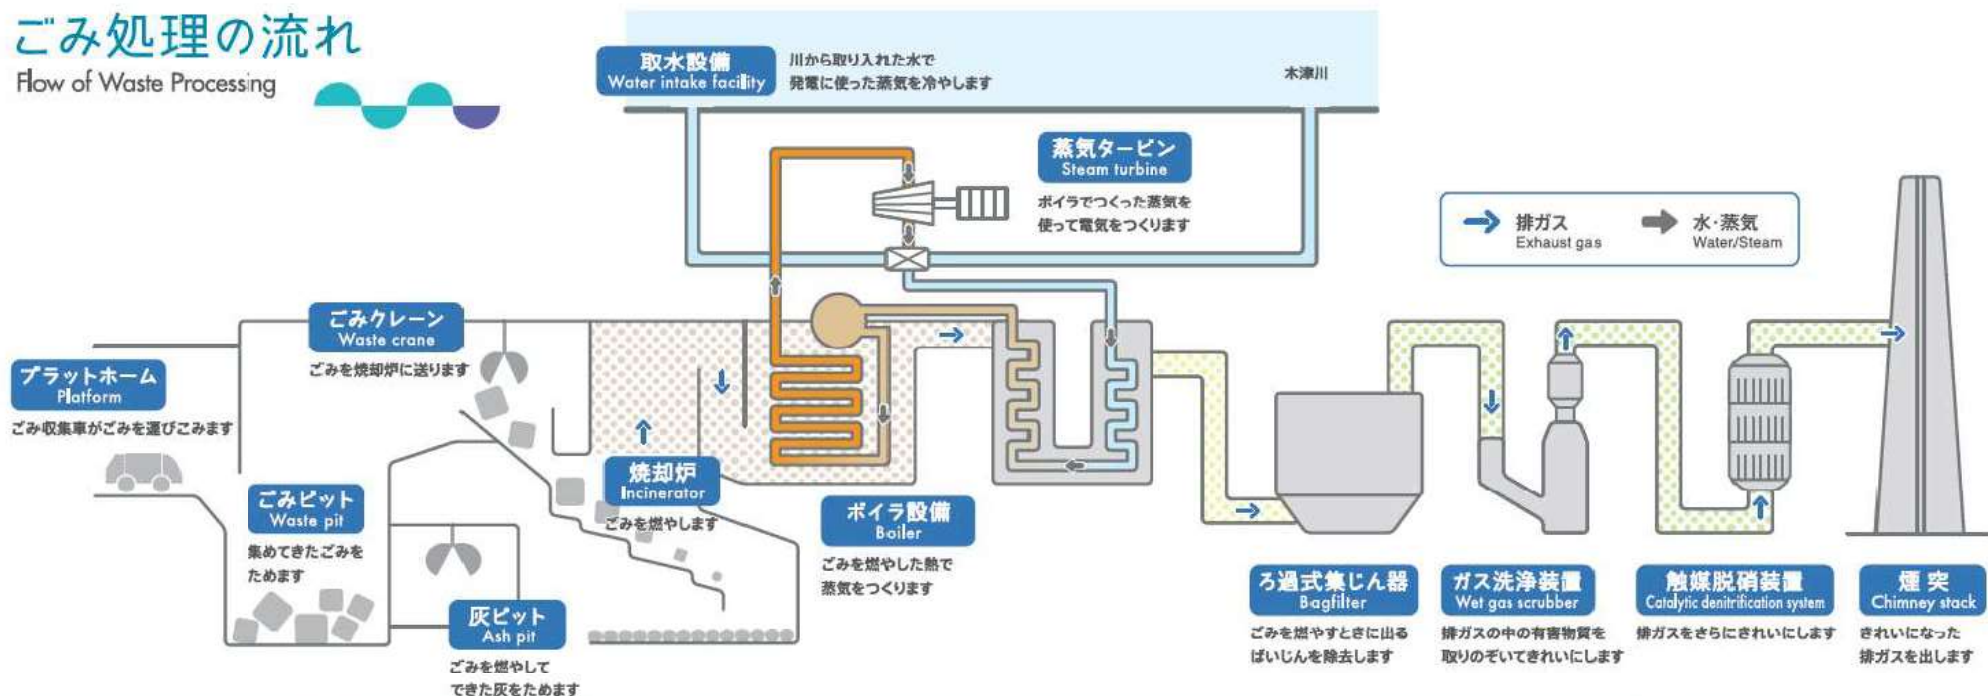 ごみ処理の流れ
Flow of Waste Processing
取水設備
Water intake facility
川から取り入れた水で
発電に使った蒸気を冷やします
木津川
蒸気タービン
Steam turbine
ボイラでつくった蒸気を
使って電気をつくります
排ガス
Exhaust gas
水・蒸気
Water/Steam
ごみクレーン
Waste crane
ごみを焼却炉に送ります
プラットホーム
Platform
ごみ収集車がごみを運びこみます
ごみピット
Waste pit
集めてきたごみを
ためます
灰ピット
Ash pit
ごみを燃やして
できた灰をためます
焼却炉
Incinerator
ごみを燃やします
ボイラ設備
Boiler
ごみを燃やした熱で
蒸気をつくります
ろ過式集じん器
Bagfilter
ごみを燃やすときに出る
ばいじんを除去します
ガス洗浄装置
Wet gas scrubber
排ガスの中の有害物質を
取りのぞいてきれいにします
触媒脱硝装置
Catalytic denitrification system
排ガスをさらにきれいにします
煙突
Chimney stack
きれいになった
排ガスを出します